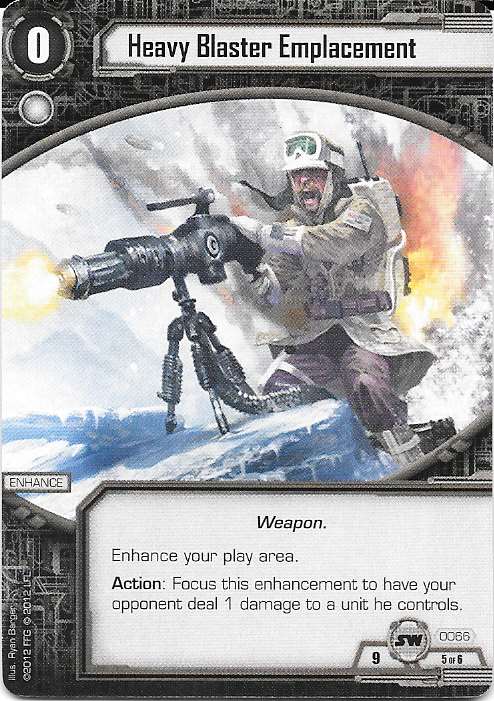 0
Heavy Blaster Emplacement
ENHANCE
Weapon.
Enhance your play area.
Action: Focus this enhancement to have your
opponent deal 1 damage to a unit he controls.
SW
0066
9
5 OF 6
Illus. Ryan Barger
©2012 FFG © 2012 LFL